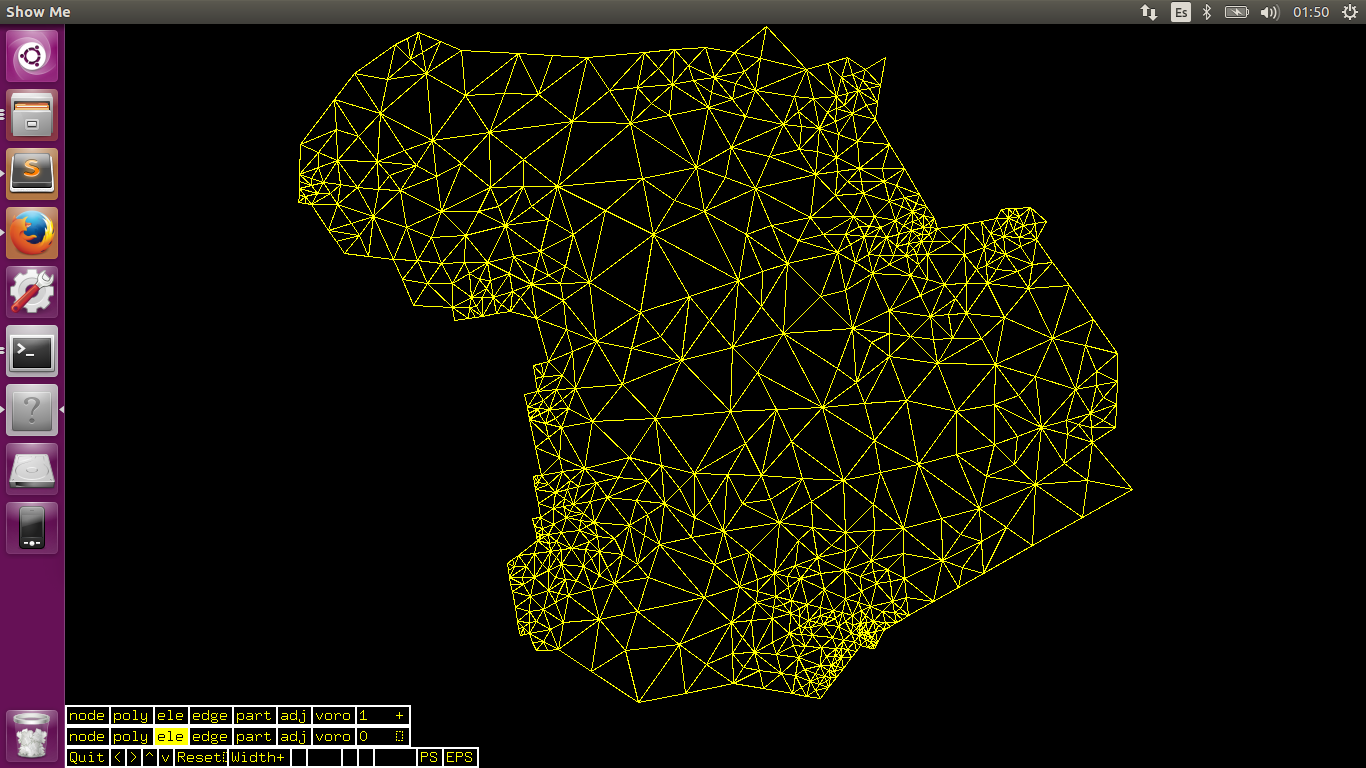 Show Me Es 01:50
node poly ele edge part adj voro 1 +
node poly ele edge part adj voro 0
Quit < > ^ v Reset Width+ PS EPS